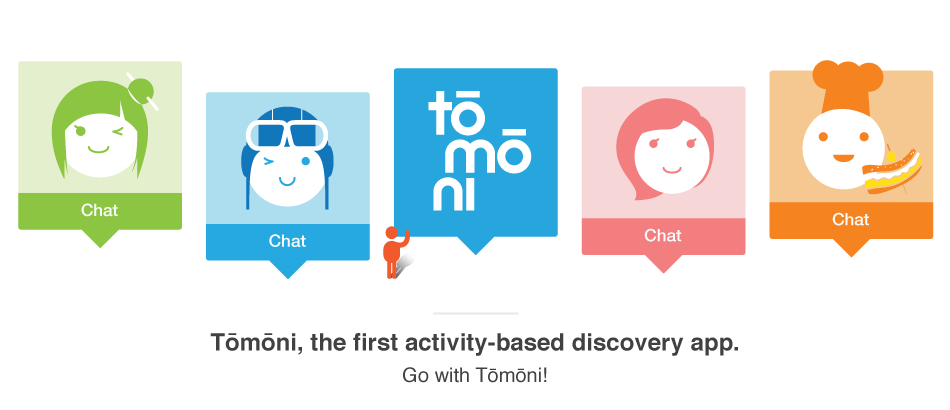 Chat
Chat
tō
mō
ni
Chat
Chat
Tōmōni, the first activity-based discovery app.
Go with Tōmōni!